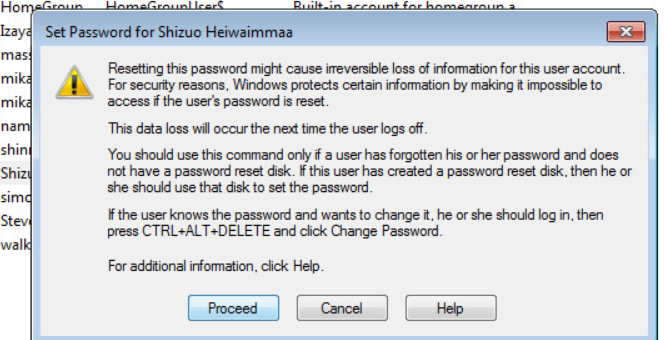 HomeGroup HomeGroupUser$ Built-in account for homegroup a
Izaya
Set Password for Shizuo Heiwaimmaa
mas
mika
mika
nam
shin
Shizu
simo
Steve
walk
Resetting this password might cause irreversible loss of information for this user account.
For security reasons, Windows protects certain information by making it impossible to
access if the user's password is reset.
This data loss will occur the next time the user logs off.
You should use this command only if a user has forgotten his or her password and does
not have a password reset disk. If this user has created a password reset disk, then he or
she should use that disk to set the password.
If the user knows the password and wants to change it, he or she should log in, then
press CTRL+ALT+DELETE and click Change Password.
For additional information, click Help.
Proceed Cancel Help